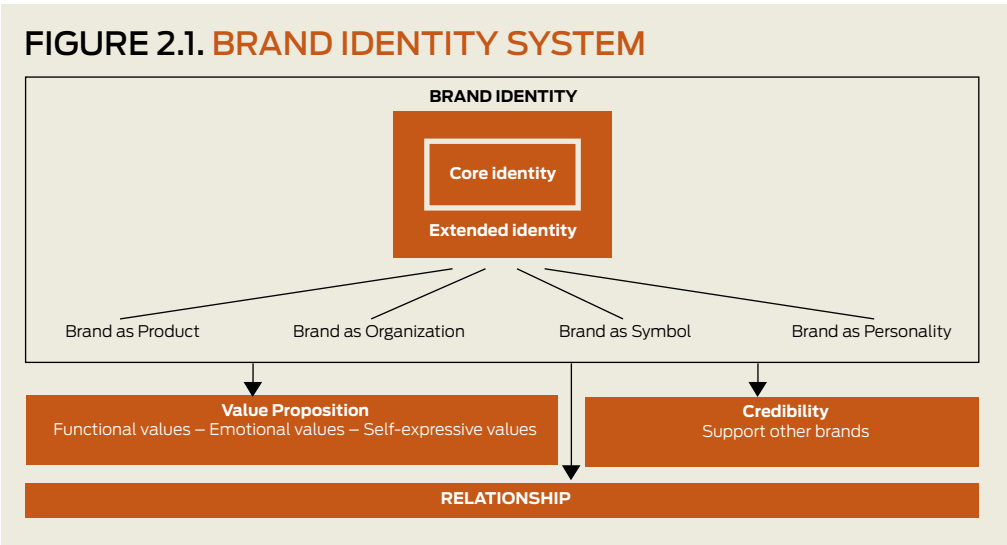 FIGURE 2.1. BRAND IDENTITY SYSTEM
BRAND IDENTITY
Core identity
Extended identity
Brand as Product
Brand as Organization
Brand as Symbol
Brand as Personality
Value Proposition
Functional values – Emotional values – Self-expressive values
Credibility
Support other brands
RELATIONSHIP